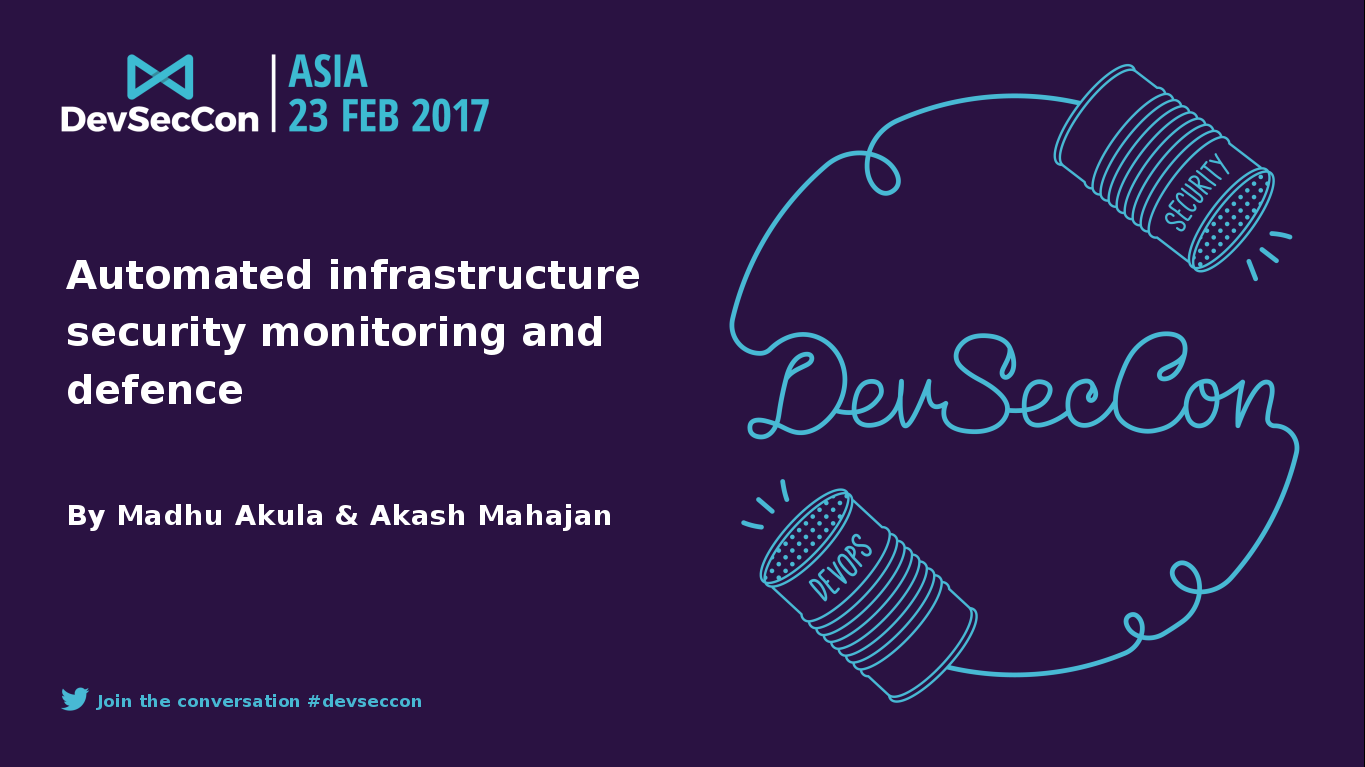 DevSecCon
ASIA
23 FEB 2017
Automated infrastructure
security monitoring and
defence
By Madhu Akula & Akash Mahajan
Join the conversation #devseccon
SECURITY
DevSecCon
DEVOPS